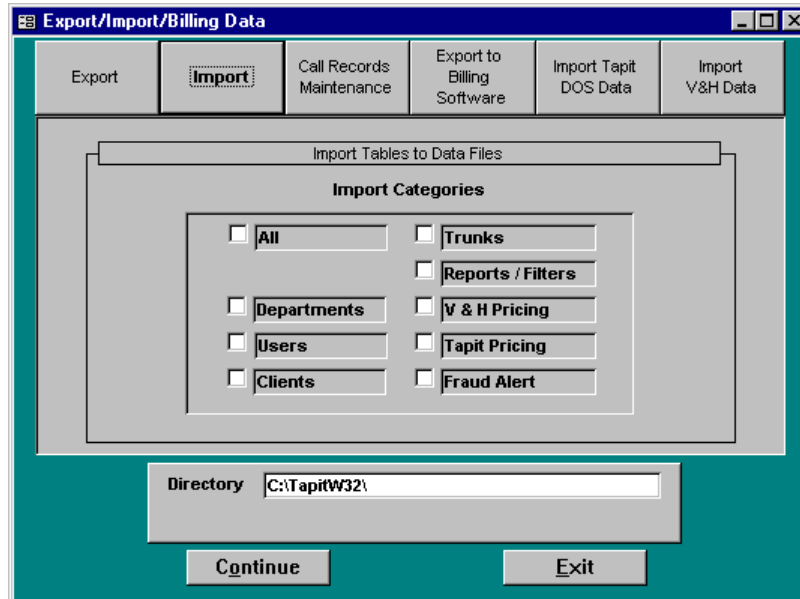 Export/Import/Billing Data
Export
Import
Call Records
Maintenance
Export to
Billing
Software
Import Tapit
DOS Data
Import
V&H Data
Import Tables to Data Files
Import Categories
All
Trunks
Reports / Filters
Departments
V & H Pricing
Users
Tapit Pricing
Clients
Fraud Alert
Directory C:\TapitW32\
Continue
Exit